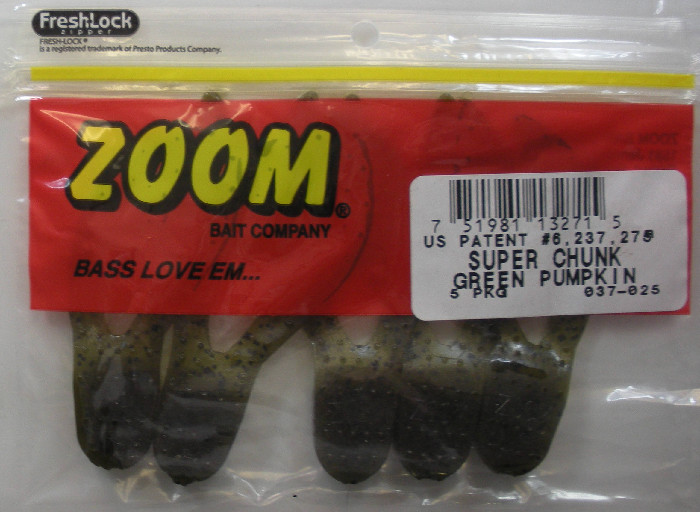 FreshLock
zipper
FRESH-LOCK®
is a registered trademark of Presto Products Company.
ZOOM®
BAIT COMPANY
BASS LOVE EM...
7 51981 13271 5
US PATENT #6,237,275
SUPER CHUNK
GREEN PUMPKIN
5 PKG 037-025